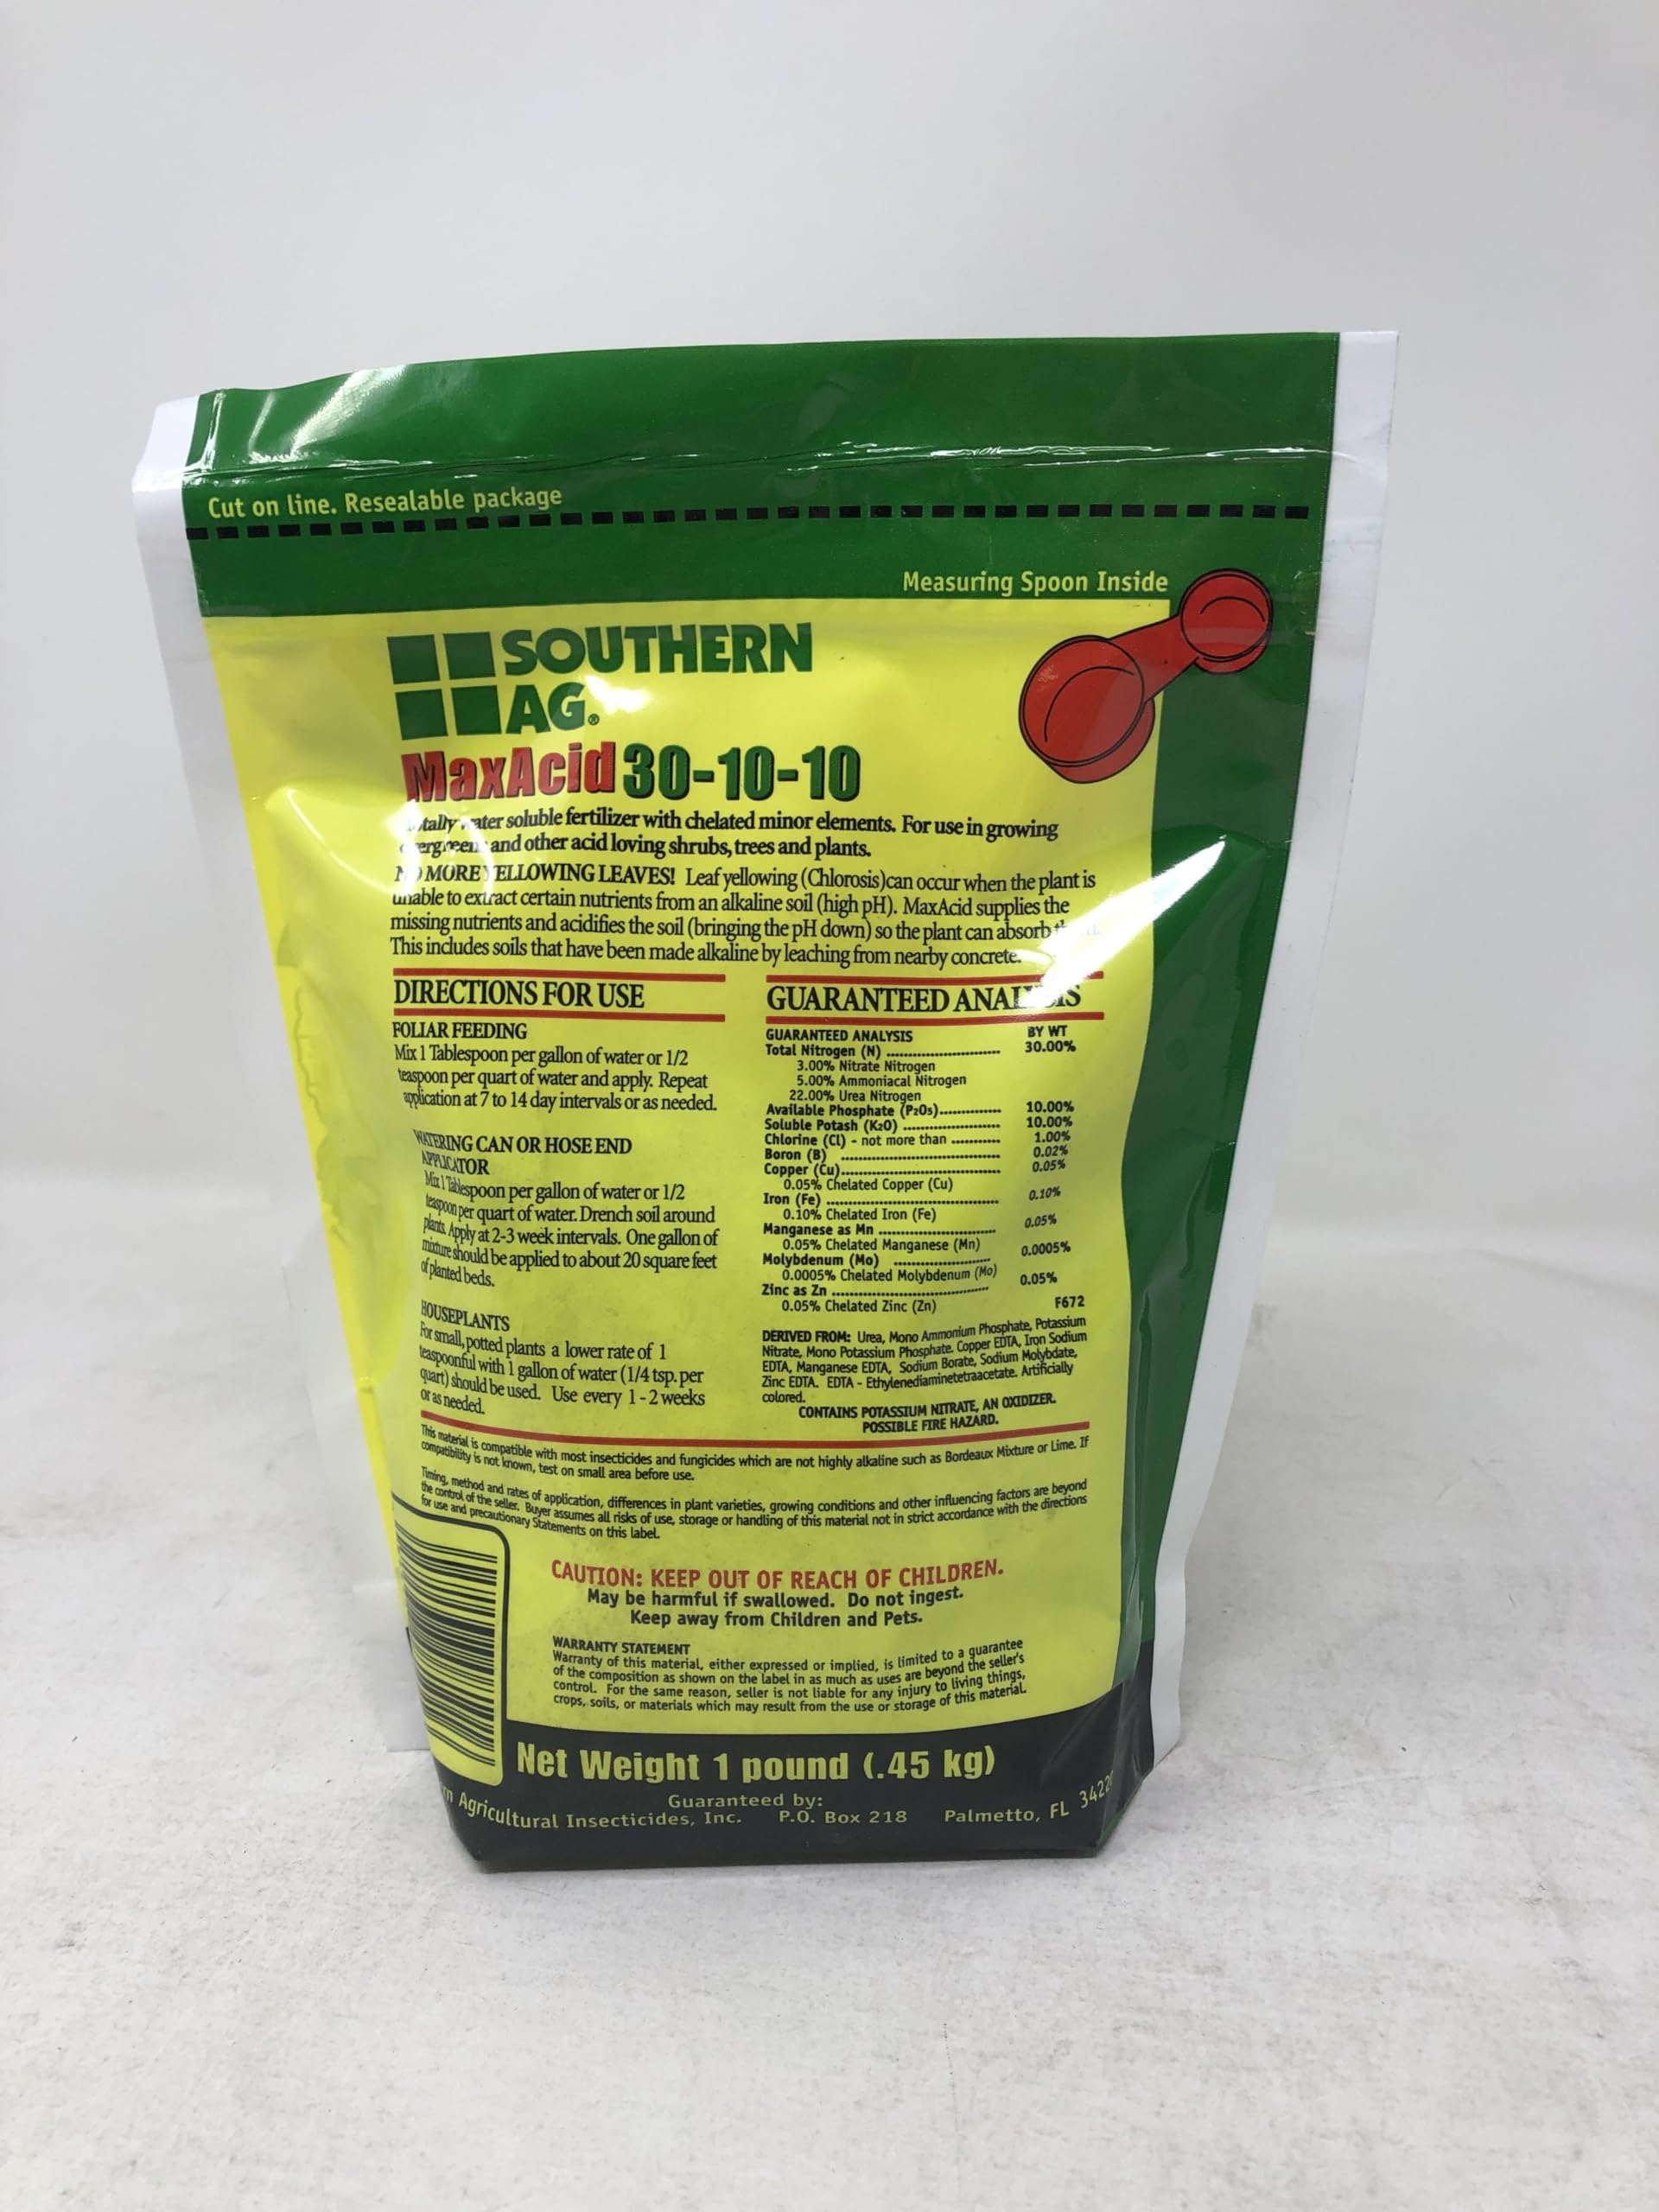 Cut on line. Resealable package
Measuring Spoon Inside
SOUTHERN
AG®
MaxAcid 30-10-10
water soluble fertilizer with chelated minor elements. For use in growing
and other acid loving shrubs, trees and plants.
NO MORE YELLOWING LEAVES! Leaf yellowing (Chlorosis)can occur when the plant is
unable to extract certain nutrients from an alkaline soil (high pH). MaxAcid supplies the
missing nutrients and acidifies the soil (bringing the pH down) so the plant can absorb
This includes soils that have been made alkaline by leaching from nearby concrete.
DIRECTIONS FOR USE
FOLIAR FEEDING
Mix 1 Tablespoon per gallon of water or 1/2
teaspoon per quart of water and apply. Repeat
application at 7 to 14 day intervals or as needed.
WATERING CAN OR HOSE END
APPLICATOR
Mix 1 Tablespoon per gallon of water or 1/2
teaspoon per quart of water. Drench soil around
plants. Apply at 2-3 week intervals. One gallon of
mixture should be applied to about 20 square feet
of planted beds.
HOUSEPLANTS
For small, potted plants a lower rate of 1
teaspoonful with 1 gallon of water (1/4 tsp. per
quart) should be used. Use every 1 - 2 weeks
or as needed.
GUARANTEED ANALYSIS
GUARANTEED ANALYSIS BY WT
Total Nitrogen (N) 30.00%
3.00% Nitrate Nitrogen
5.00% Ammoniacal Nitrogen
22.00% Urea Nitrogen
Available Phosphate (P2O5) 10.00%
Soluble Potash (K2O) 10.00%
Chlorine (Cl) - not more than 1.00%
Boron (B) 0.02%
Copper (Cu) 0.05%
0.05% Chelated Copper (Cu)
Iron (Fe) 0.10%
0.10% Chelated Iron (Fe)
Manganese as Mn 0.05%
0.05% Chelated Manganese (Mn)
Molybdenum (Mo) 0.0005%
0.0005% Chelated Molybdenum (Mo)
Zinc as Zn 0.05%
0.05% Chelated Zinc (Zn)
F672
DERIVED FROM: Urea, Mono Ammonium Phosphate, Potassium
Nitrate, Mono Potassium Phosphate. Copper EDTA, Iron Sodium
EDTA, Manganese EDTA, Sodium Borate, Sodium Molybdate,
Zinc EDTA. EDTA - Ethylenediaminetetraacetate. Artificially
colored.
CONTAINS POTASSIUM NITRATE, AN OXIDIZER.
POSSIBLE FIRE HAZARD.
This material is compatible with most insecticides and fungicides which are not highly alkaline such as Bordeaux Mixture or Lime. If
compatibility is not known, test on small area before use.
Timing, method and rates of application, differences in plant varieties, growing conditions and other influencing factors are beyond
the control of the seller. Buyer assumes all risks of use, storage or handling of this material not in strict accordance with the directions
for use and precautionary Statements on this label.
CAUTION: KEEP OUT OF REACH OF CHILDREN.
May be harmful if swallowed. Do not ingest.
Keep away from Children and Pets.
WARRANTY STATEMENT
Warranty of this material, either expressed or implied, is limited to a guarantee
of the composition as shown on the label in as much as uses are beyond the seller's
control. For the same reason, seller is not liable for any injury to living things,
crops, soils, or materials which may result from the use or storage of this material.
Net Weight 1 pound (.45 kg)
Guaranteed by:
Agricultural Insecticides, Inc. P.O. Box 218 Palmetto, FL